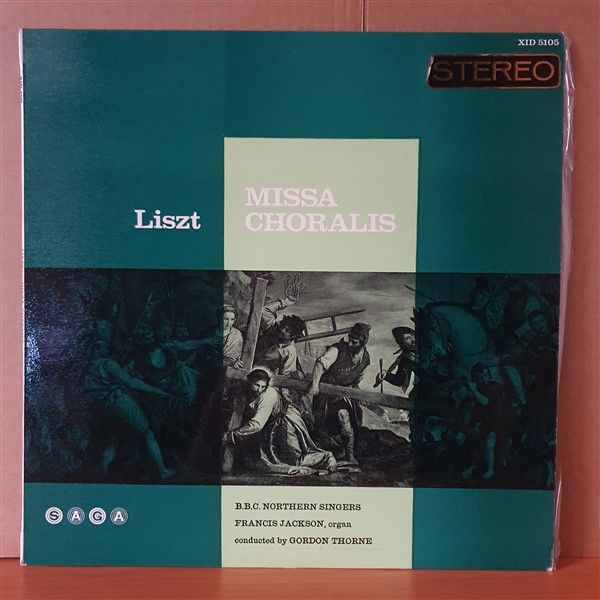 XID 5105
STEREO
MISSA
Liszt CHORALIS
B.B.C. NORTHERN SINGERS
FRANCIS JACKSON, organ
conducted by GORDON THORNE
SAGA